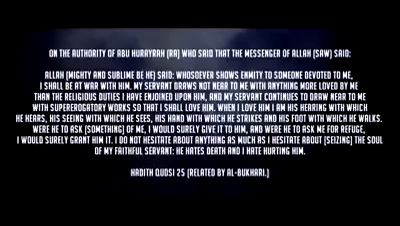 ON THE AUTHORITY OF ABU HURAYRAH (RA) WHO SAID THAT THE MESSENGER OF ALLAH (SAW) SAID:
ALLAH (MIGHTY AND SUBLIME BE HE) SAID: WHOSOEVER SHOWS ENMITY TO SOMEONE DEVOTED TO ME,
I SHALL BE AT WAR WITH HIM. MY SERVANT DRAWS NOT NEAR TO ME WITH ANYTHING MORE LOVED BY ME
THAN THE RELIGIOUS DUTIES I HAVE ENJOINED UPON HIM, AND MY SERVANT CONTINUES TO DRAW NEAR TO ME
WITH SUPEREROGATORY WORKS SO THAT I SHALL LOVE HIM. WHEN I LOVE HIM I AM HIS HEARING WITH WHICH
HE HEARS, HIS SEEING WITH WHICH HE SEES, HIS HAND WITH WHICH HE STRIKES AND HIS FOOT WITH WHICH HE WALKS.
WERE HE TO ASK (SOMETHING) OF ME, I WOULD SURELY GIVE IT TO HIM, AND WERE HE TO ASK ME FOR REFUGE,
I WOULD SURELY GRANT HIM IT. I DO NOT HESITATE ABOUT ANYTHING AS MUCH AS I HESITATE ABOUT (SEIZING) THE SOUL
OF MY FAITHFUL SERVANT: HE HATES DEATH AND I HATE HURTING HIM.
HADITH QUDSI 25 (RELATED BY AL-BUKHARI.)